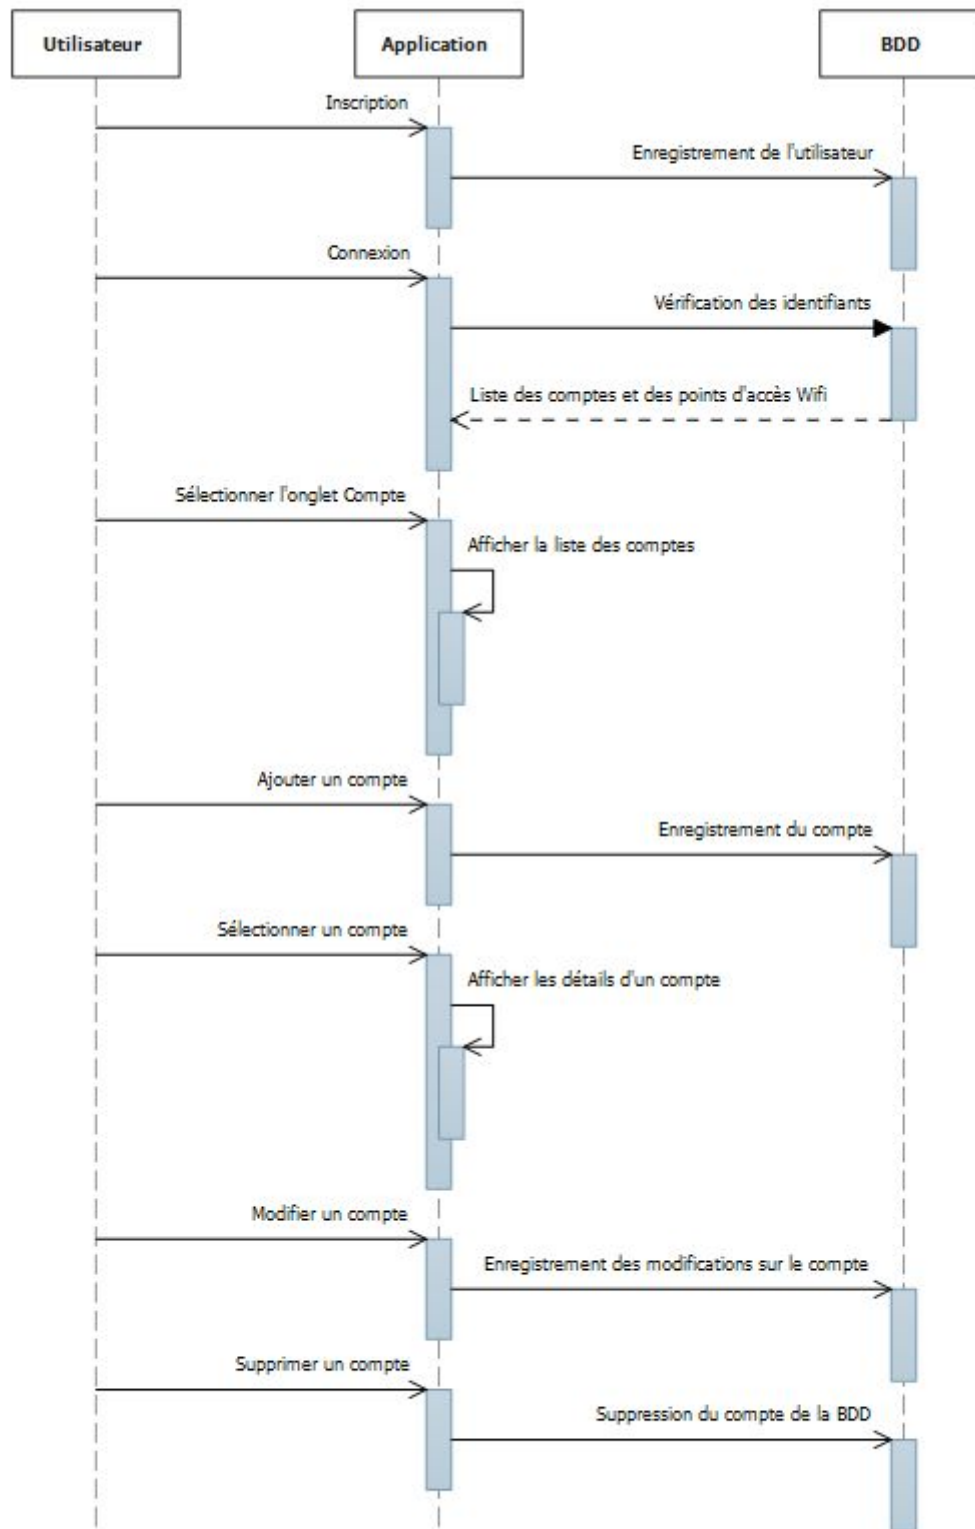 Utilisateur
Application
BDD
Inscription
Enregistrement de l'utilisateur
Connexion
Vérification des identifiants
Liste des comptes et des points d'accès Wifi
Sélectionner l'onglet Compte
Afficher la liste des comptes
Ajouter un compte
Enregistrement du compte
Sélectionner un compte
Afficher les détails d'un compte
Modifier un compte
Enregistrement des modifications sur le compte
Supprimer un compte
Suppression du compte de la BDD